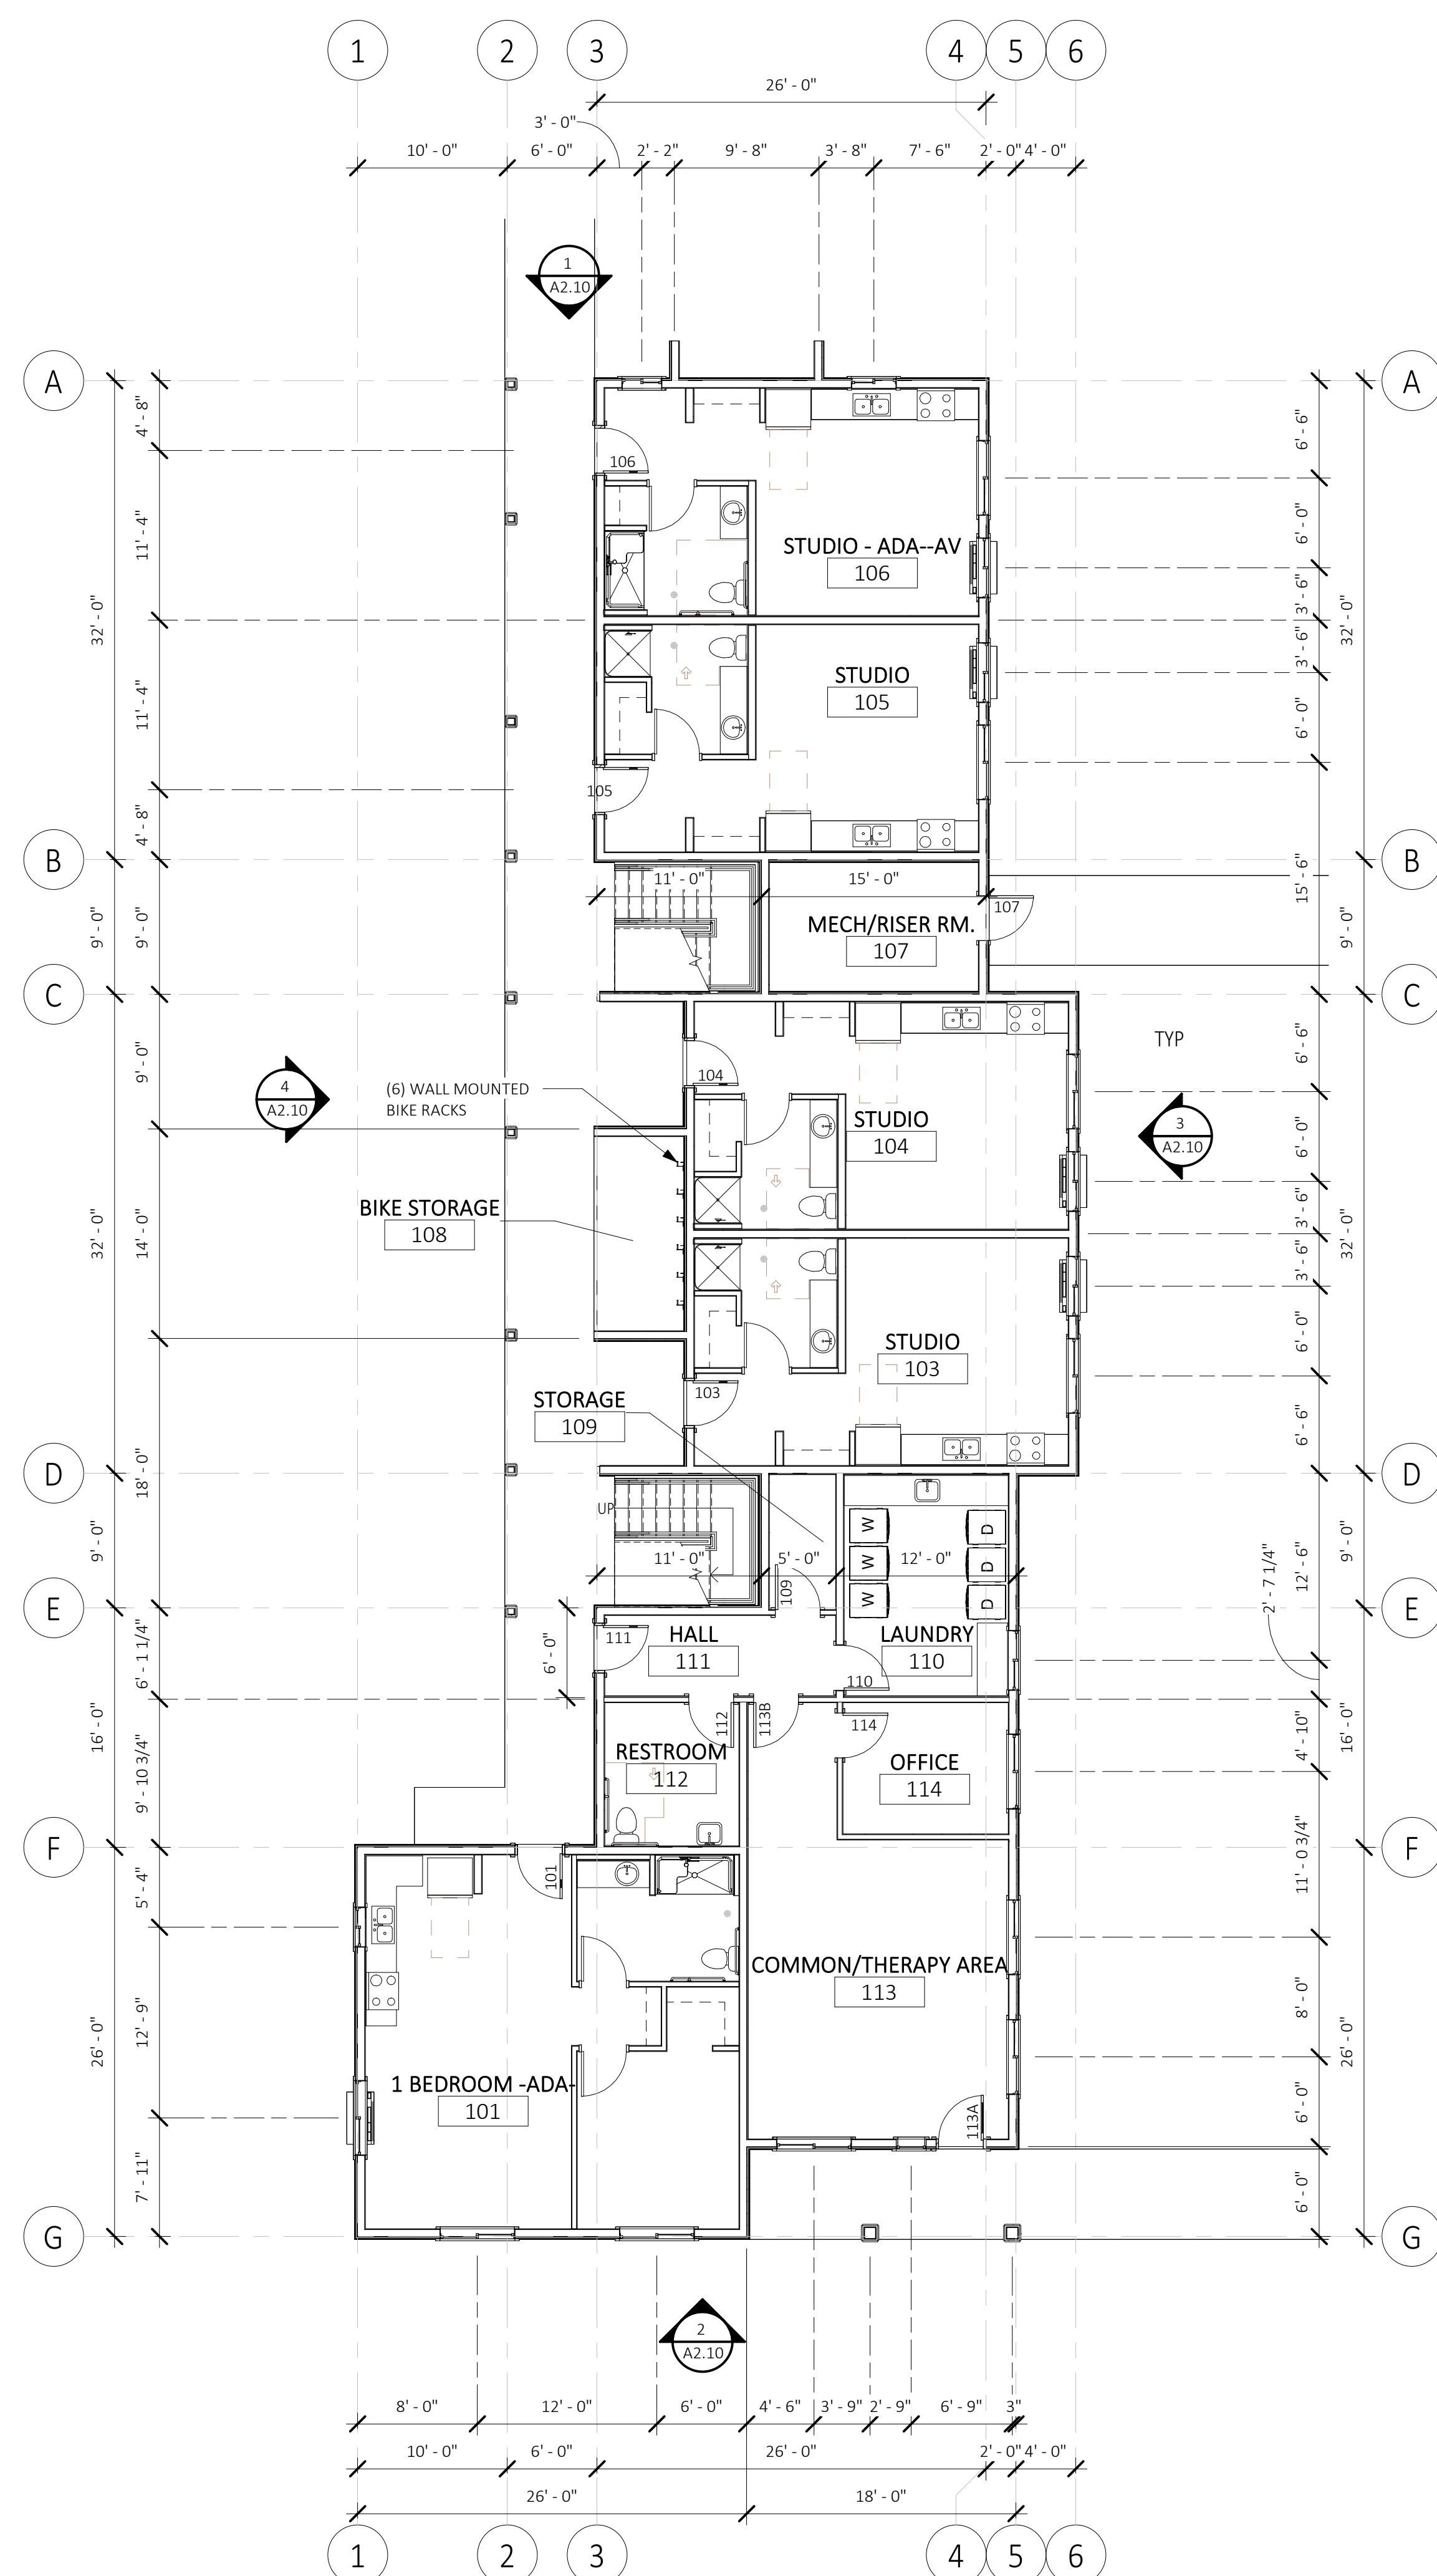 1 2 3 4 5 6
26' - 0"
3' - 0"
10' - 0" 6' - 0" 2' - 2" 9' - 8" 3' - 8" 7' - 6" 2' - 0" 4' - 0"
1
A2.10
A A
4' - 8"
6' - 6"
106
11' - 4"
6' - 0"
STUDIO - ADA--AV
106
32' - 0"
3' - 6"
32' - 0"
3' - 6"
STUDIO
105
11' - 4"
6' - 0"
105
4' - 8"
B B
11' - 0" 15' - 0"
15' - 6"
107
MECH/RISER RM.
107
9' - 0" 9' - 0" 9' - 0"
C C
TYP
6' - 6"
9' - 0"
104
4
A2.10
(6) WALL MOUNTED
BIKE RACKS
STUDIO
104
3
A2.10
6' - 0"
BIKE STORAGE
108
32' - 0" 14' - 0"
3' - 6"
32' - 0"
3' - 6"
STUDIO
103
6' - 0"
103
STORAGE
109
6' - 6"
D D
18' - 0"
UP
W D
W D
W D
11' - 0" 5' - 0" 12' - 0"
9' - 0"
12' - 6"
9' - 0"
2' - 7 1/4"
109
E E
111
HALL
111
LAUNDRY
110
110
6' - 0"
6' - 1 1/4"
16' - 0"
112
113B
114
4' - 10"
16' - 0"
RESTROOM
112
OFFICE
114
9' - 10 3/4"
F F
101
5' - 4"
11' - 0 3/4"
COMMON/THERAPY AREA
113
12' - 9"
8' - 0"
26' - 0" 26' - 0"
1 BEDROOM -ADA-
101
113A
6' - 0"
7' - 11"
6' - 0"
G G
2
A2.10
8' - 0" 12' - 0" 6' - 0" 4' - 6" 3' - 9" 2' - 9" 6' - 9" 3"
10' - 0" 6' - 0" 26' - 0" 2' - 0" 4' - 0"
26' - 0" 18' - 0"
1 2 3 4 5 6